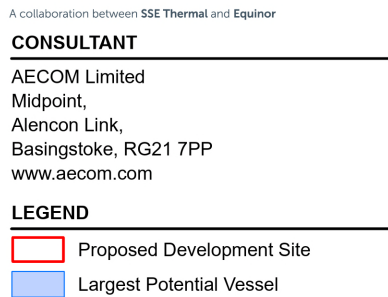 A collaboration between SSE Thermal and Equinor
CONSULTANT
AECOM Limited
Midpoint,
Alencon Link,
Basingstoke, RG21 7PP
www.aecom.com
LEGEND
Proposed Development Site
Largest Potential Vessel